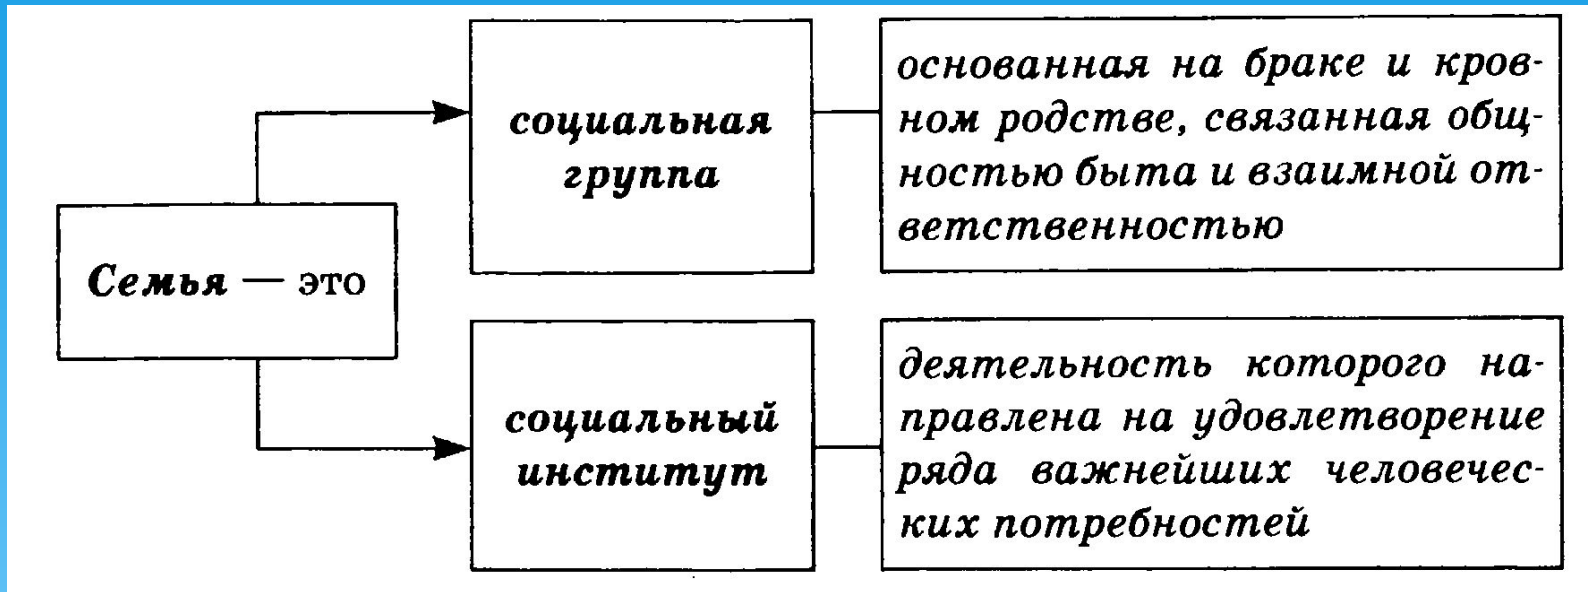 Семья — это
социальная
группа
основанная на браке и кров-
ном родстве, связанная общ-
ностью быта и взаимной от-
ветственностью
социальный
институт
деятельность которого на-
правлена на удовлетворение
ряда важнейших человечес-
ких потребностей